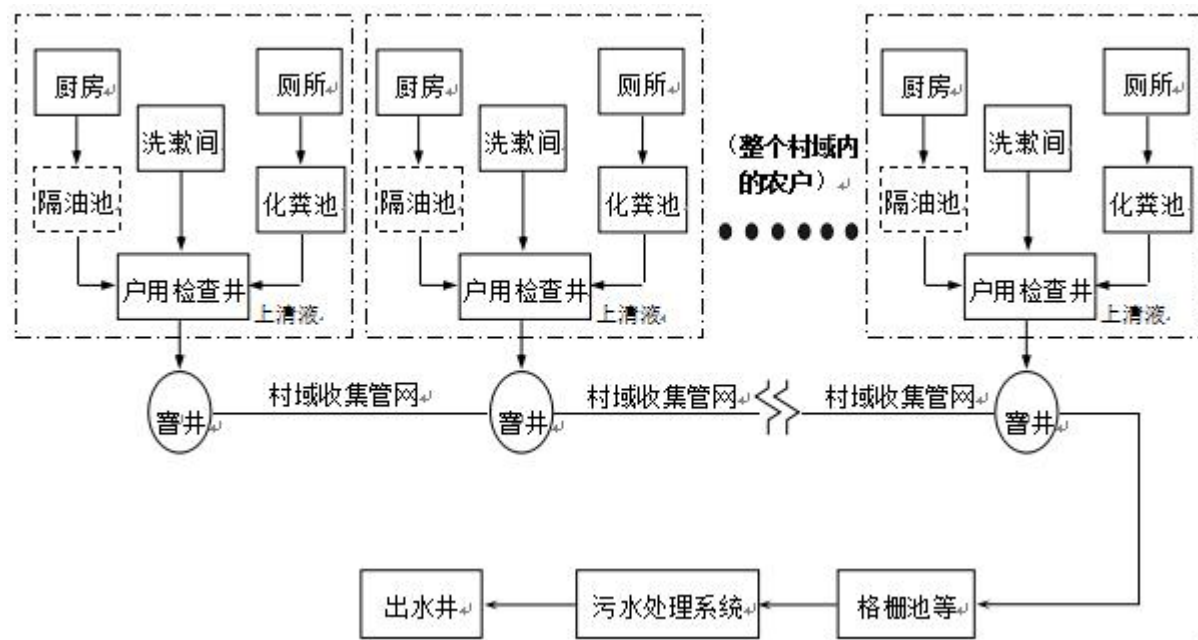 厨房
厕所
洗漱间
隔油池
化粪池
户用检查井
上清液
厨房
厕所
洗漱间
隔油池
化粪池
户用检查井
上清液
（整个村域内
的农户）
厨房
厕所
洗漱间
隔油池
化粪池
户用检查井
上清液
窨井
村域收集管网
窨井
村域收集管网
村域收集管网
窨井
出水井
污水处理系统
格栅池等